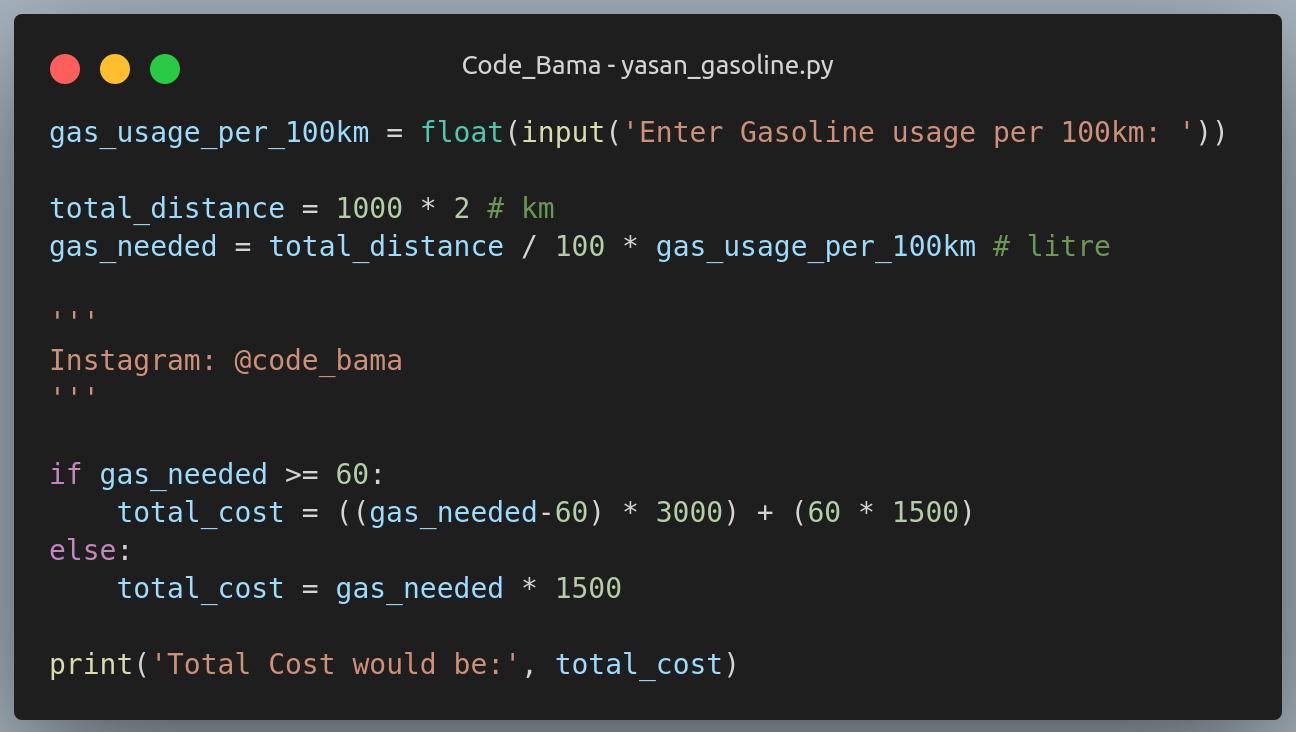 Code_Bama - yasan_gasoline.py
gas_usage_per_100km = float(input('Enter Gasoline usage per 100km: '))
total_distance = 1000 * 2 # km
gas_needed = total_distance / 100 * gas_usage_per_100km # litre
'''
Instagram: @code_bama
'''
if gas_needed >= 60:
    total_cost = ((gas_needed-60) * 3000) + (60 * 1500)
else:
    total_cost = gas_needed * 1500
print('Total Cost would be:', total_cost)